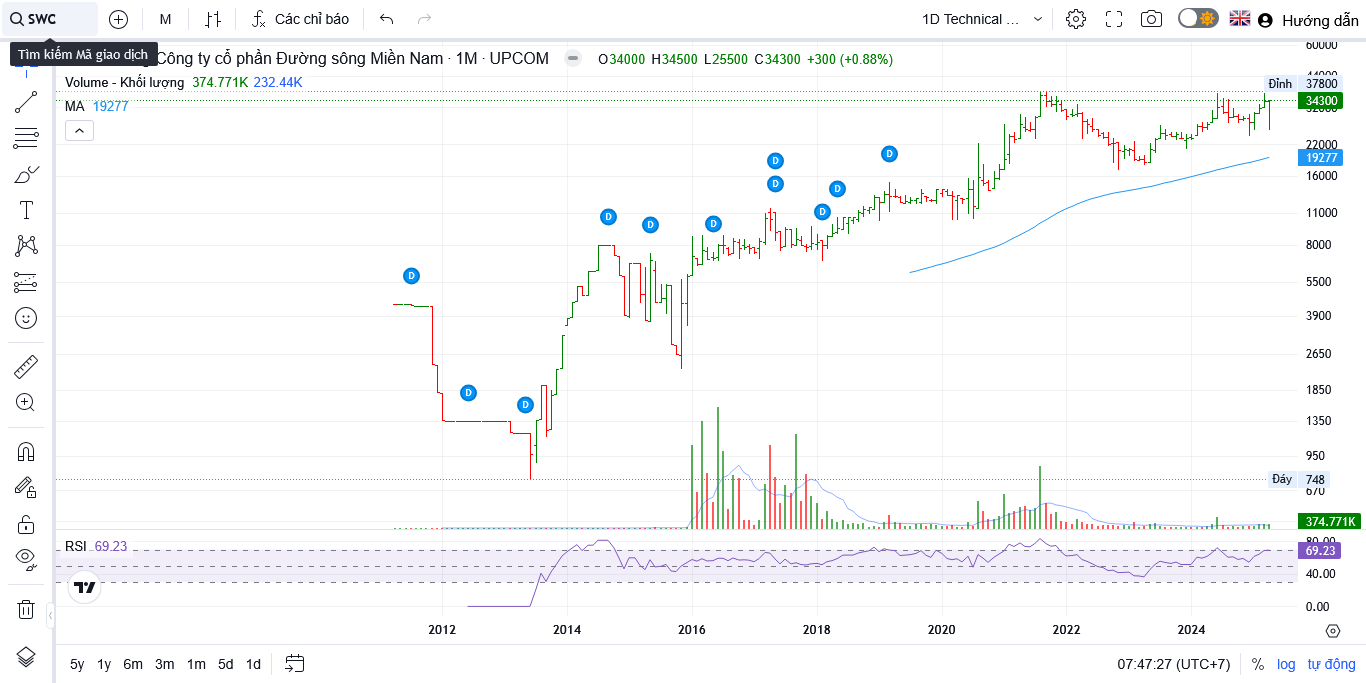 SWC
M
Các chỉ báo
1D Technical ...
Hướng dẫn
Tìm kiếm Mã giao dịch
Công ty cổ phần Đường sông Miền Nam · 1M · UPCOM
O34000 H34500 L25500 C34300 +300 (+0.88%)
Volume - Khối lượng 374.771K 232.44K
MA 19277
60000
44000
Đỉnh 37800
34300
32000
22000
19277
16000
11000
8000
5500
3900
2650
1850
1350
950
Đáy 748
670
374.771K
D
D
D
D
D
D
D
D
D
D
D
RSI 69.23
80.00
69.23
40.00
0.00
2012 2014 2016 2018 2020 2022 2024
5y 1y 6m 3m 1m 5d 1d
07:47:27 (UTC+7) % log tự động